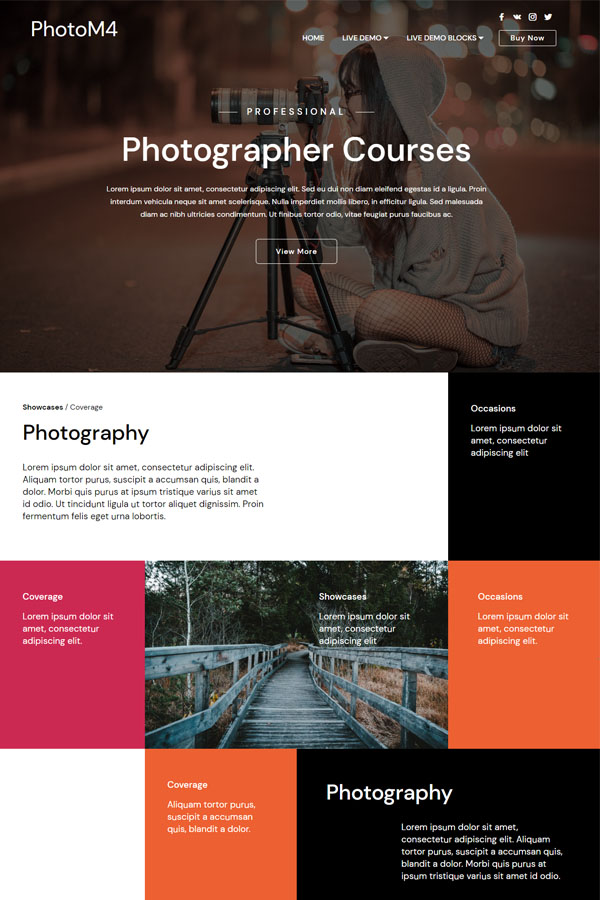 PhotoM4
HOME
LIVE DEMO
LIVE DEMO BLOCKS
Buy Now
PROFESSIONAL
Photographer Courses
Lorem ipsum dolor sit amet, consectetur adipiscing elit. Sed eu dui non diam eleifend egestas id a ligula. Proin
interdum vehicula neque sit amet scelerisque. Nulla imperdiet mollis libero, in efficitur ligula. Sed malesuada
diam ac nibh ultricies condimentum. Ut finibus tortor odio, vitae feugiat purus faucibus ac.
View More
Showcases / Coverage
Photography
Lorem ipsum dolor sit amet, consectetur adipiscing elit.
Aliquam tortor purus, suscipit a accumsan quis, blandit a
dolor. Morbi quis purus at ipsum tristique varius sit amet
id odio. Ut tincidunt ligula ut tortor aliquet dignissim. Proin
fermentum felis eget urna lobortis.
Occasions
Lorem ipsum dolor sit
amet, consectetur
adipiscing elit
Coverage
Lorem ipsum dolor sit
amet, consectetur
adipiscing elit.
Showcases
Lorem ipsum dolor sit
amet, consectetur
adipiscing elit
Occasions
Lorem ipsum dolor sit
amet, consectetur
adipiscing elit.
Coverage
Aliquam tortor purus,
suscipit a accumsan
quis, blandit a dolor.
Photography
Lorem ipsum dolor sit amet,
consectetur adipiscing elit. Aliquam
tortor purus, suscipit a accumsan quis,
blandit a dolor. Morbi quis purus at
ipsum tristique varius sit amet id odio.